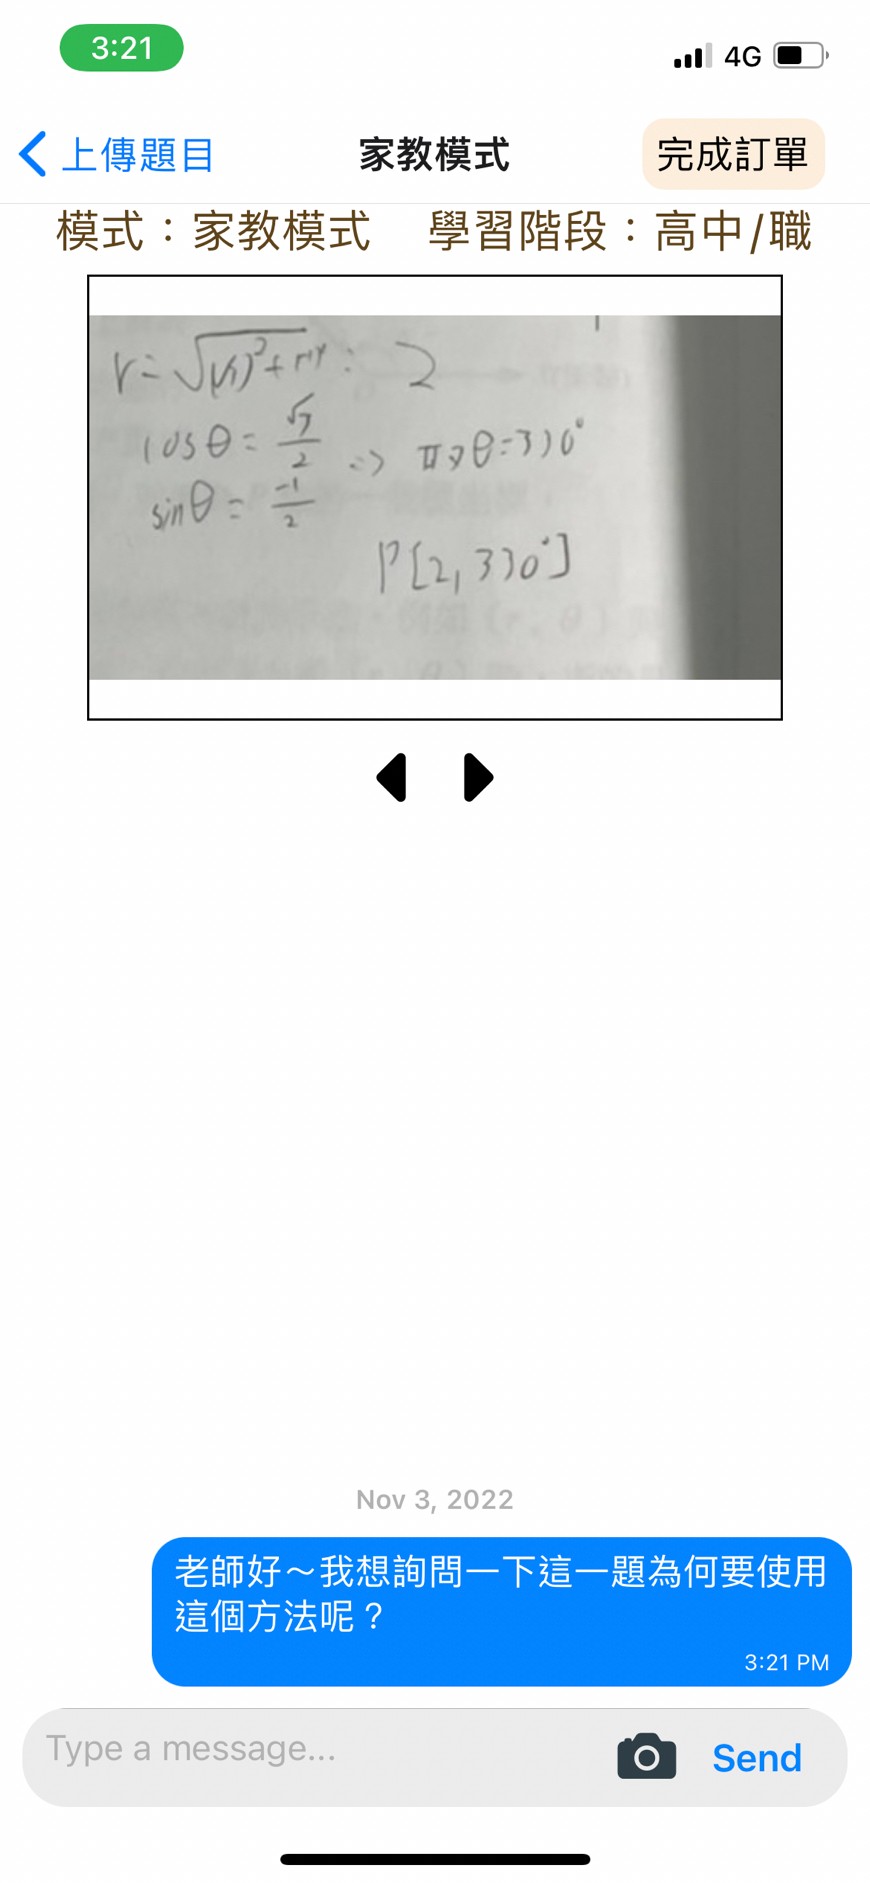 3:21
4G
上傳題目
家教模式
完成訂單
模式：家教模式 學習階段：高中/職
r = √(√3)²+(-1)² = 2
cosθ = √3/2
sinθ = -1/2
=> IV, θ=330°
P[2, 330°]
Nov 3, 2022
老師好～我想詢問一下這一題為何要使用
這個方法呢？
3:21 PM
Type a message...
Send